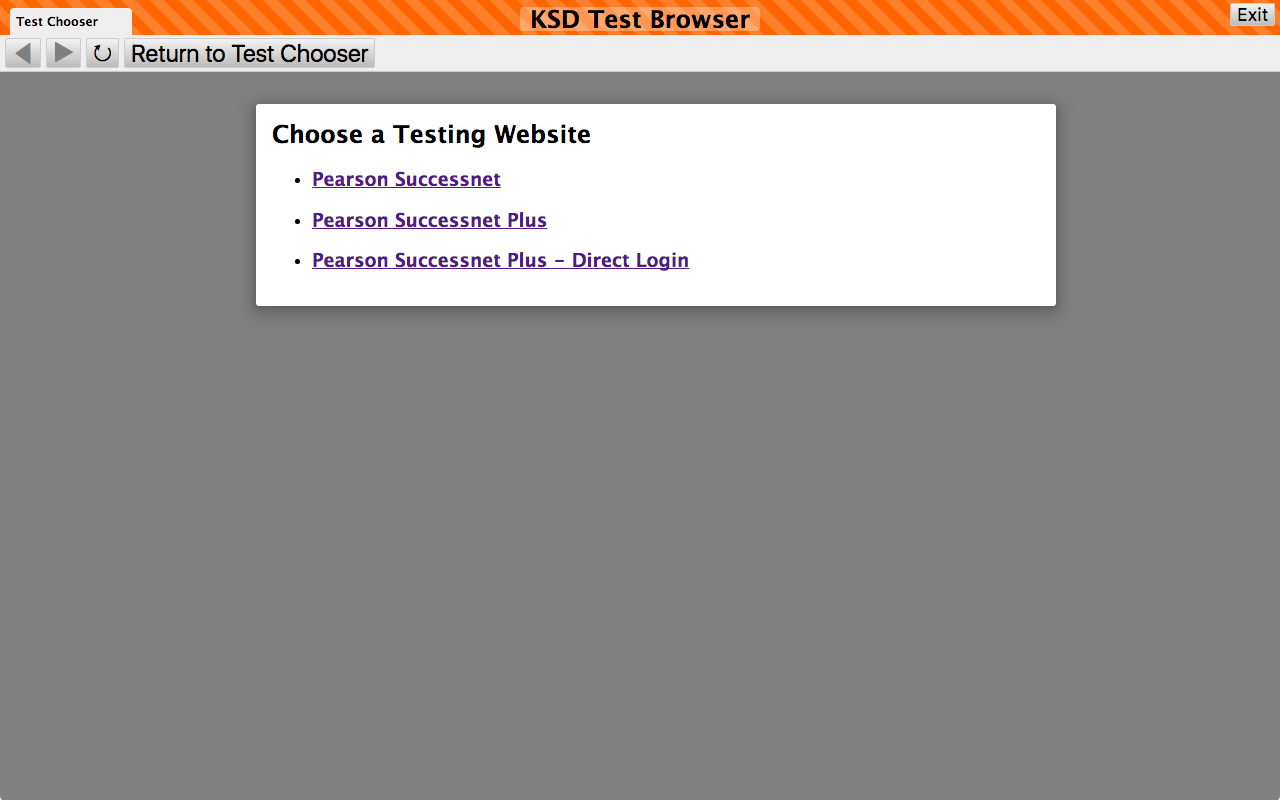 KSD Test Browser
Exit
Test Chooser
Return to Test Chooser
Choose a Testing Website
Pearson Successnet
Pearson Successnet Plus
Pearson Successnet Plus - Direct Login